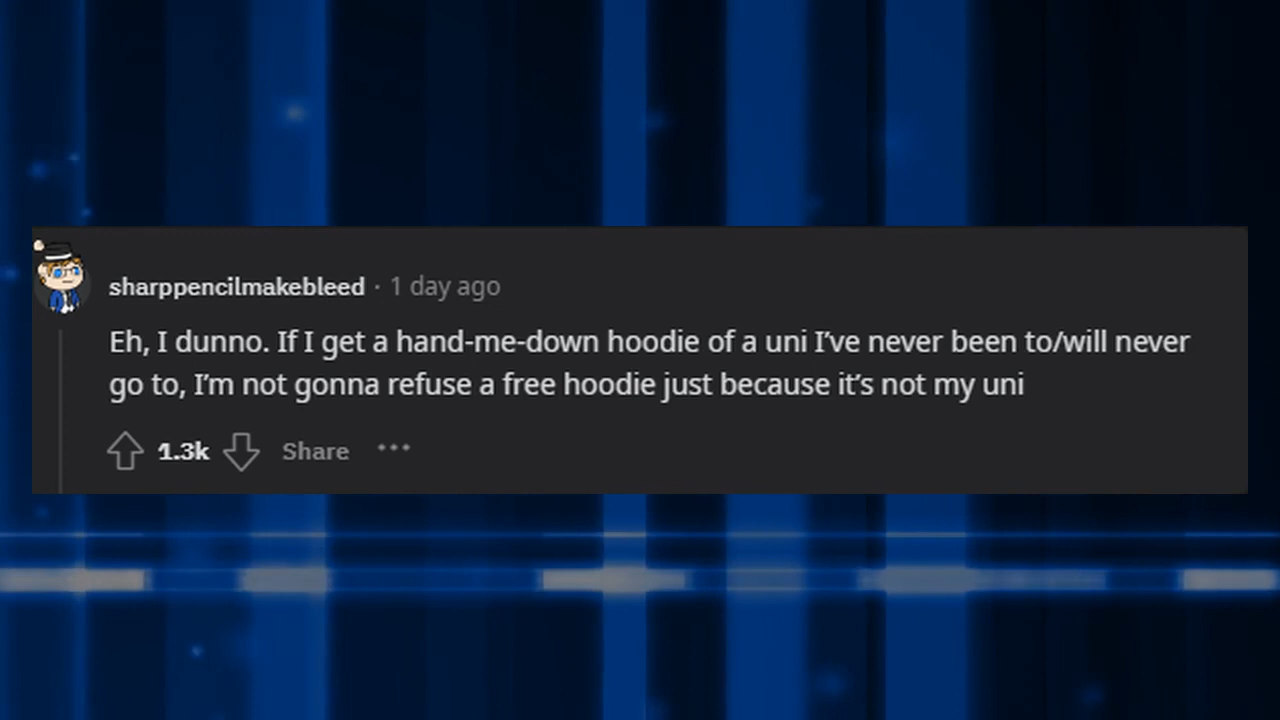 sharppencilmakebleed · 1 day ago
Eh, I dunno. If I get a hand-me-down hoodie of a uni I’ve never been to/will never
go to, I’m not gonna refuse a free hoodie just because it’s not my uni
1.3k Share ···